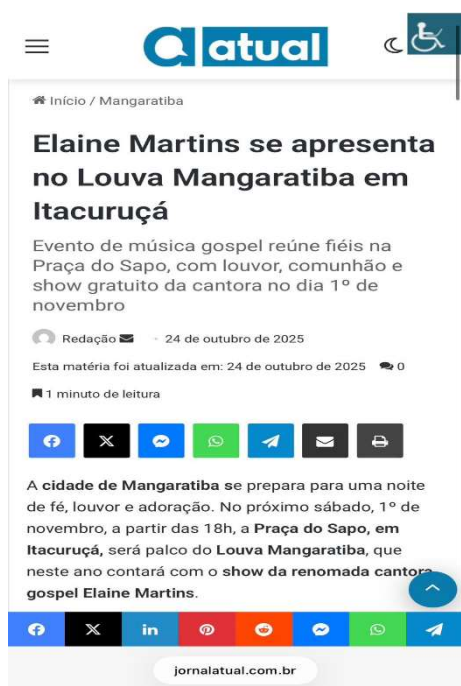 atual
Início / Mangaratiba
Elaine Martins se apresenta
no Louva Mangaratiba em
Itacuruçá
Evento de música gospel reúne fiéis na
Praça do Sapo, com louvor, comunhão e
show gratuito da cantora no dia 1º de
novembro
Redação 24 de outubro de 2025
Esta matéria foi atualizada em: 24 de outubro de 2025 0
1 minuto de leitura
A cidade de Mangaratiba se prepara para uma noite
de fé, louvor e adoração. No próximo sábado, 1º de
novembro, a partir das 18h, a Praça do Sapo, em
Itacuruçá, será palco do Louva Mangaratiba, que
neste ano contará com o show da renomada cantora
gospel Elaine Martins.
jornalatual.com.br